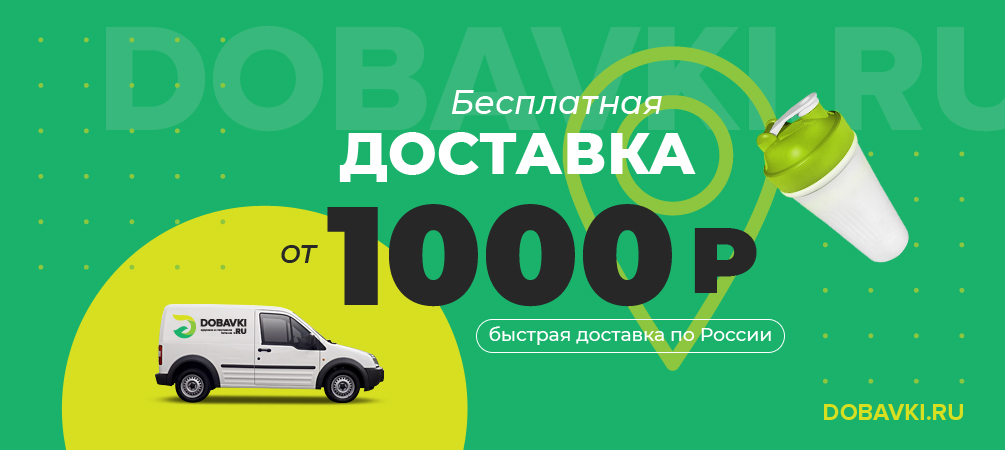 DOBAVKI.RU
Бесплатная
ДОСТАВКА
от 1000 Р
быстрая доставка по России
DOBAVKI
.RU
DOBAVKI.RU